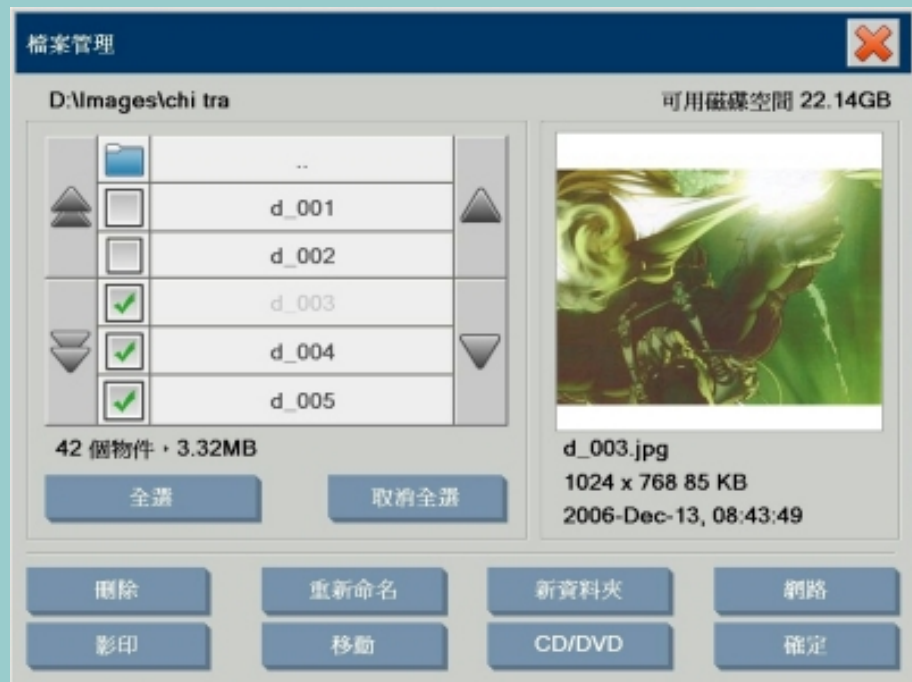 檔案管理
D:\Images\chi tra
可用磁碟空間 22.14GB
..
d_001
d_002
d_003
d_004
d_005
42 個物件，3.32MB
全選
取消全選
d_003.jpg
1024 x 768 85 KB
2006-Dec-13, 08:43:49
刪除
重新命名
新資料夾
網路
影印
移動
CD/DVD
確定